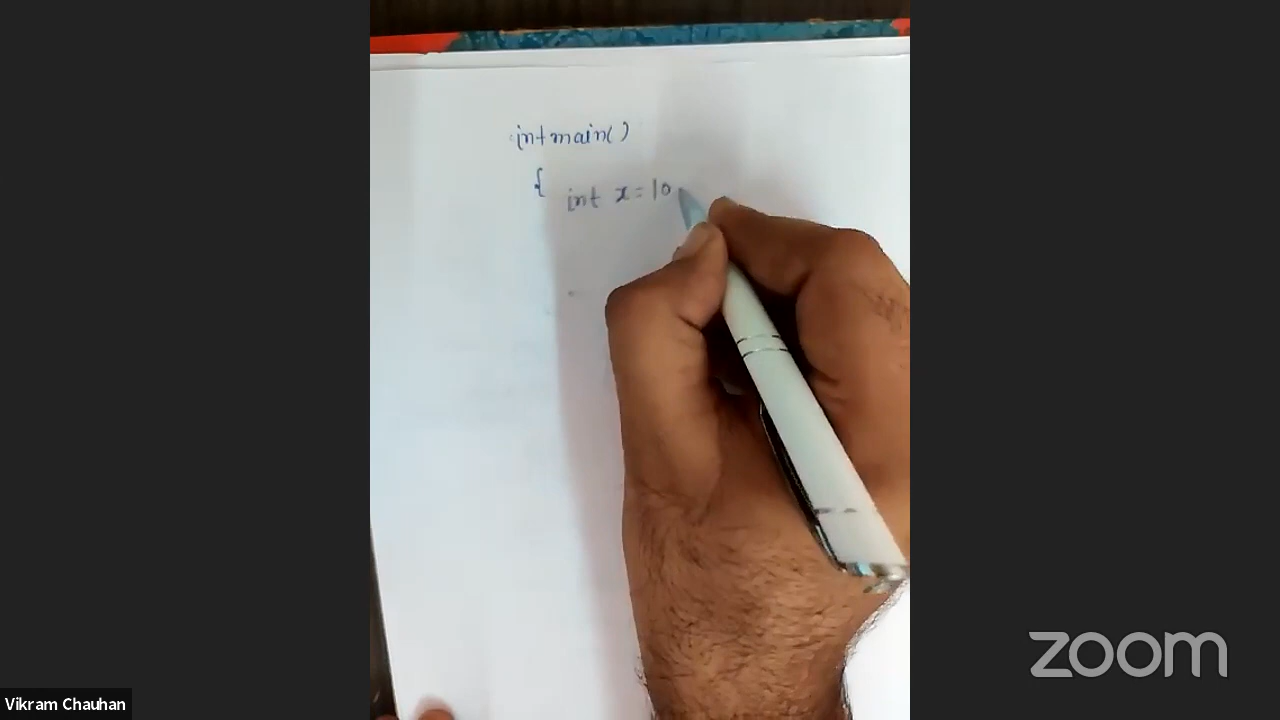 int main()
{
int x=10
Vikram Chauhan
zoom